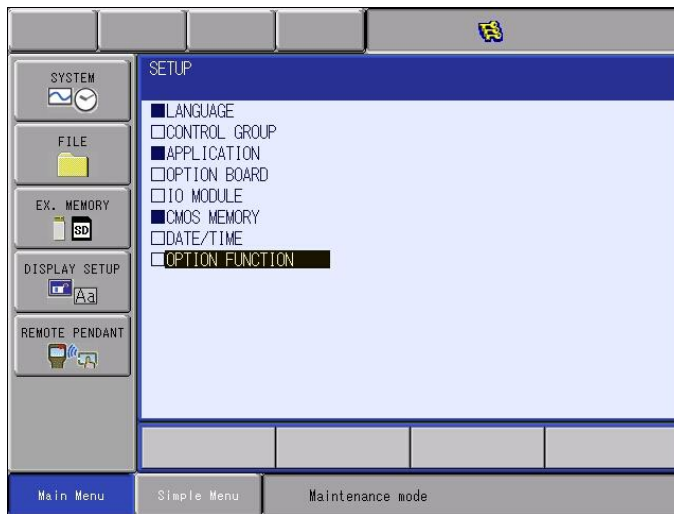 SYSTEM
FILE
EX. MEMORY
SD
DISPLAY SETUP
Aa
REMOTE PENDANT
SETUP
LANGUAGE
CONTROL GROUP
APPLICATION
OPTION BOARD
IO MODULE
CMOS MEMORY
DATE/TIME
OPTION FUNCTION
Main Menu
Simple Menu
Maintenance mode